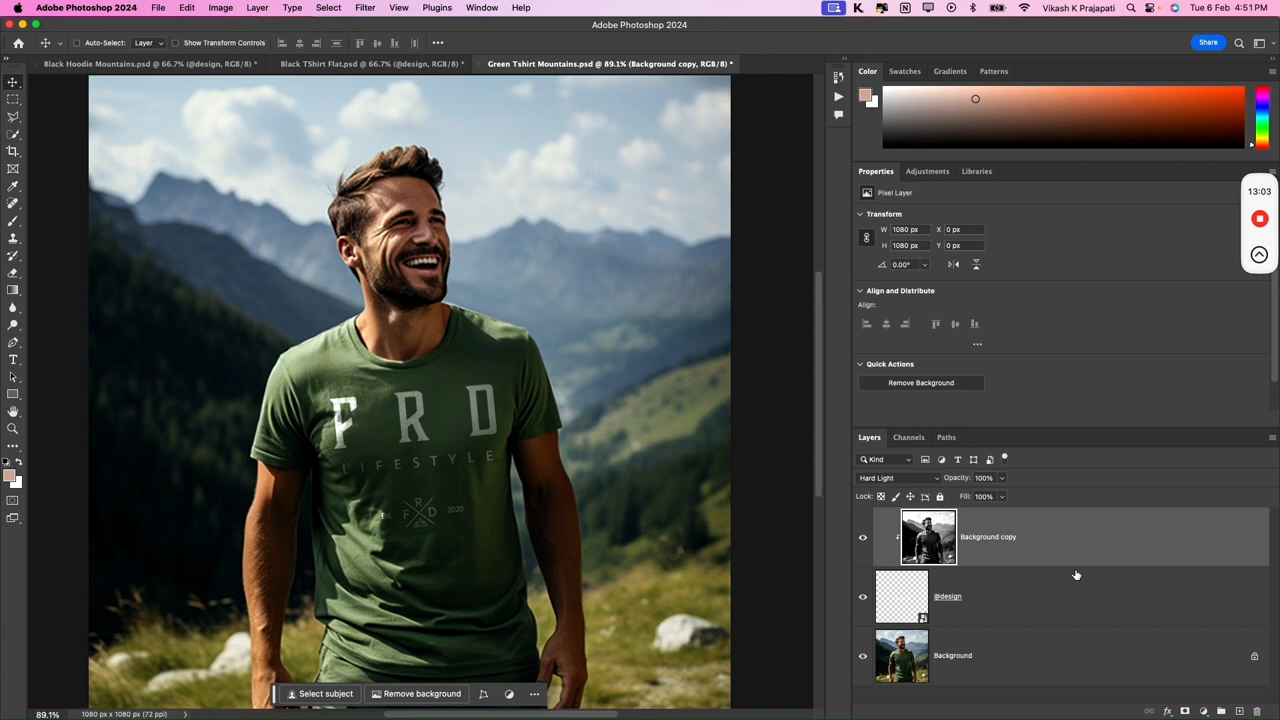 Adobe Photoshop 2024 File Edit Image Layer Type Select Filter View Plugins Window Help Vikash K Prajapati Tue 6 Feb 4:51PM
Adobe Photoshop 2024
Auto-Select: Layer Show Transform Controls Share
Black Hoodie Mountains.psd @ 66.7% (@design, RGB/8) * Black TShirt Flat.psd @ 66.7% (@design, RGB/8) * Green Tshirt Mountains.psd @ 89.1% (Background copy, RGB/8) *
Color Swatches Gradients Patterns
Properties Adjustments Libraries
Pixel Layer
13:03
Transform
W 1080 px X 0 px
H 1080 px Y 0 px
0.00°
Align and Distribute
Align:
Quick Actions
Remove Background
F R D
LIFESTYLE
Est. R F D 2020
Layers Channels Paths
Kind
Hard Light Opacity: 100%
Lock: Fill: 100%
Background copy
@design
Background
Select subject Remove background
89.1% 1080 px x 1080 px (72 ppi)